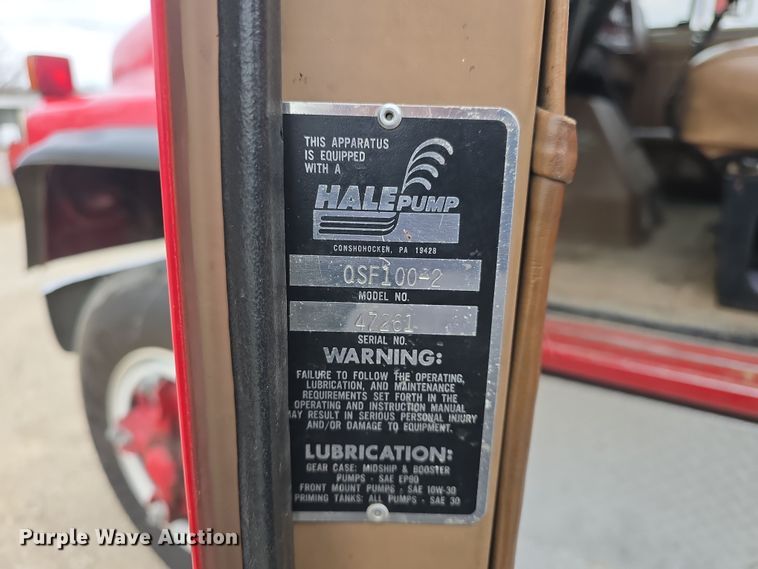 THIS APPARATUS
IS EQUIPPED
WITH A
HALE PUMP
CONSHOHOCKEN, PA 19428
QSF100-2
MODEL NO.
47261
SERIAL NO.
WARNING:
FAILURE TO FOLLOW THE OPERATING,
LUBRICATION, AND MAINTENANCE
REQUIREMENTS SET FORTH IN THE
OPERATING AND INSTRUCTION MANUAL
MAY RESULT IN SERIOUS PERSONAL INJURY
AND/OR DAMAGE TO EQUIPMENT.
LUBRICATION:
GEAR CASE: MIDSHIP & BOOSTER
PUMPS - SAE EP90
FRONT MOUNT PUMPS - SAE 10W-30
PRIMING TANKS: ALL PUMPS - SAE 30
Purple Wave Auction